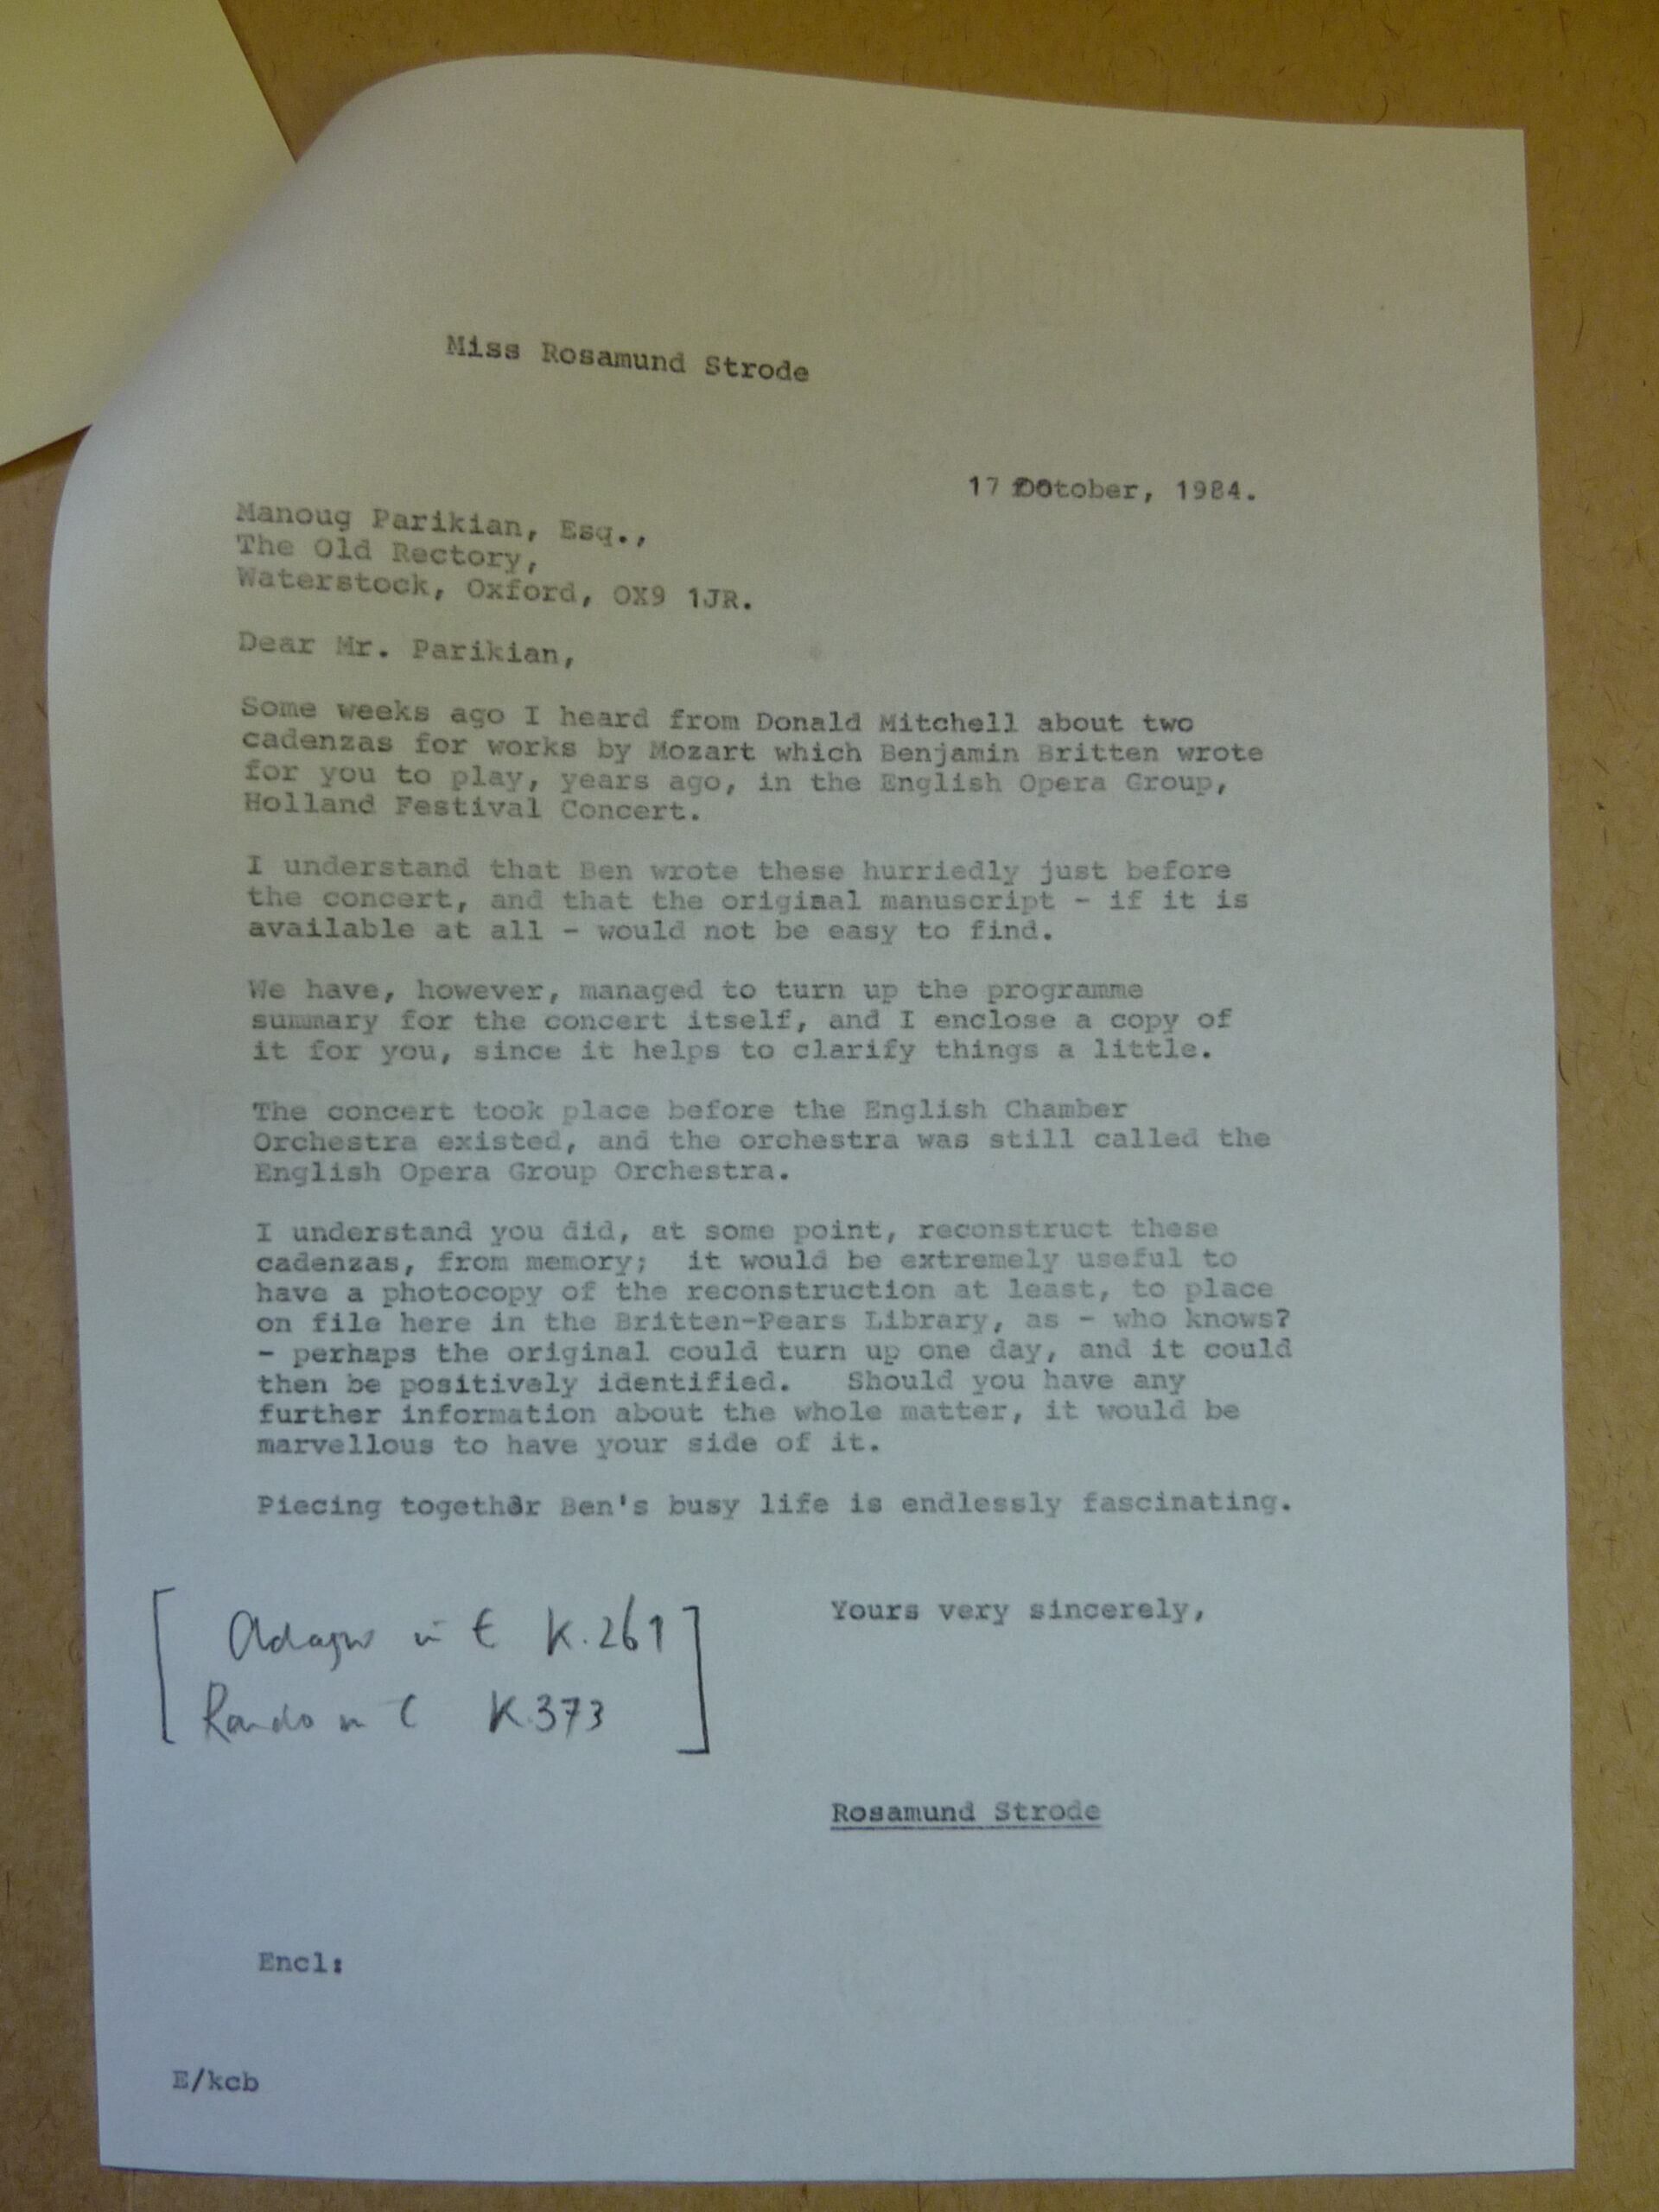 Miss Rosamund Strode
17 October, 1984.
Manoug Parikian, Esq.,
The Old Rectory,
Waterstock, Oxford, OX9 1JR.
Dear Mr. Parikian,
Some weeks ago I heard from Donald Mitchell about two
cadenzas for works by Mozart which Benjamin Britten wrote
for you to play, years ago, in the English Opera Group,
Holland Festival Concert.
I understand that Ben wrote these hurriedly just before
the concert, and that the original manuscript - if it is
available at all - would not be easy to find.
We have, however, managed to turn up the programme
summary for the concert itself, and I enclose a copy of
it for you, since it helps to clarify things a little.
The concert took place before the English Chamber
Orchestra existed, and the orchestra was still called the
English Opera Group Orchestra.
I understand you did, at some point, reconstruct these
cadenzas, from memory; it would be extremely useful to
have a photocopy of the reconstruction at least, to place
on file here in the Britten-Pears Library, as - who knows?
- perhaps the original could turn up one day, and it could
then be positively identified. Should you have any
further information about the whole matter, it would be
marvellous to have your side of it.
Piecing together Ben's busy life is endlessly fascinating.
Yours very sincerely,
[Adagio in E K.261
Rondo in C K.373]
Rosamund Strode
Encl:
E/kcb